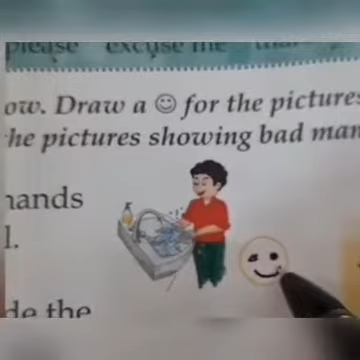 please excuse me
ow. Draw a ☺ for the pictures
he pictures showing bad man
hands
l.
de the